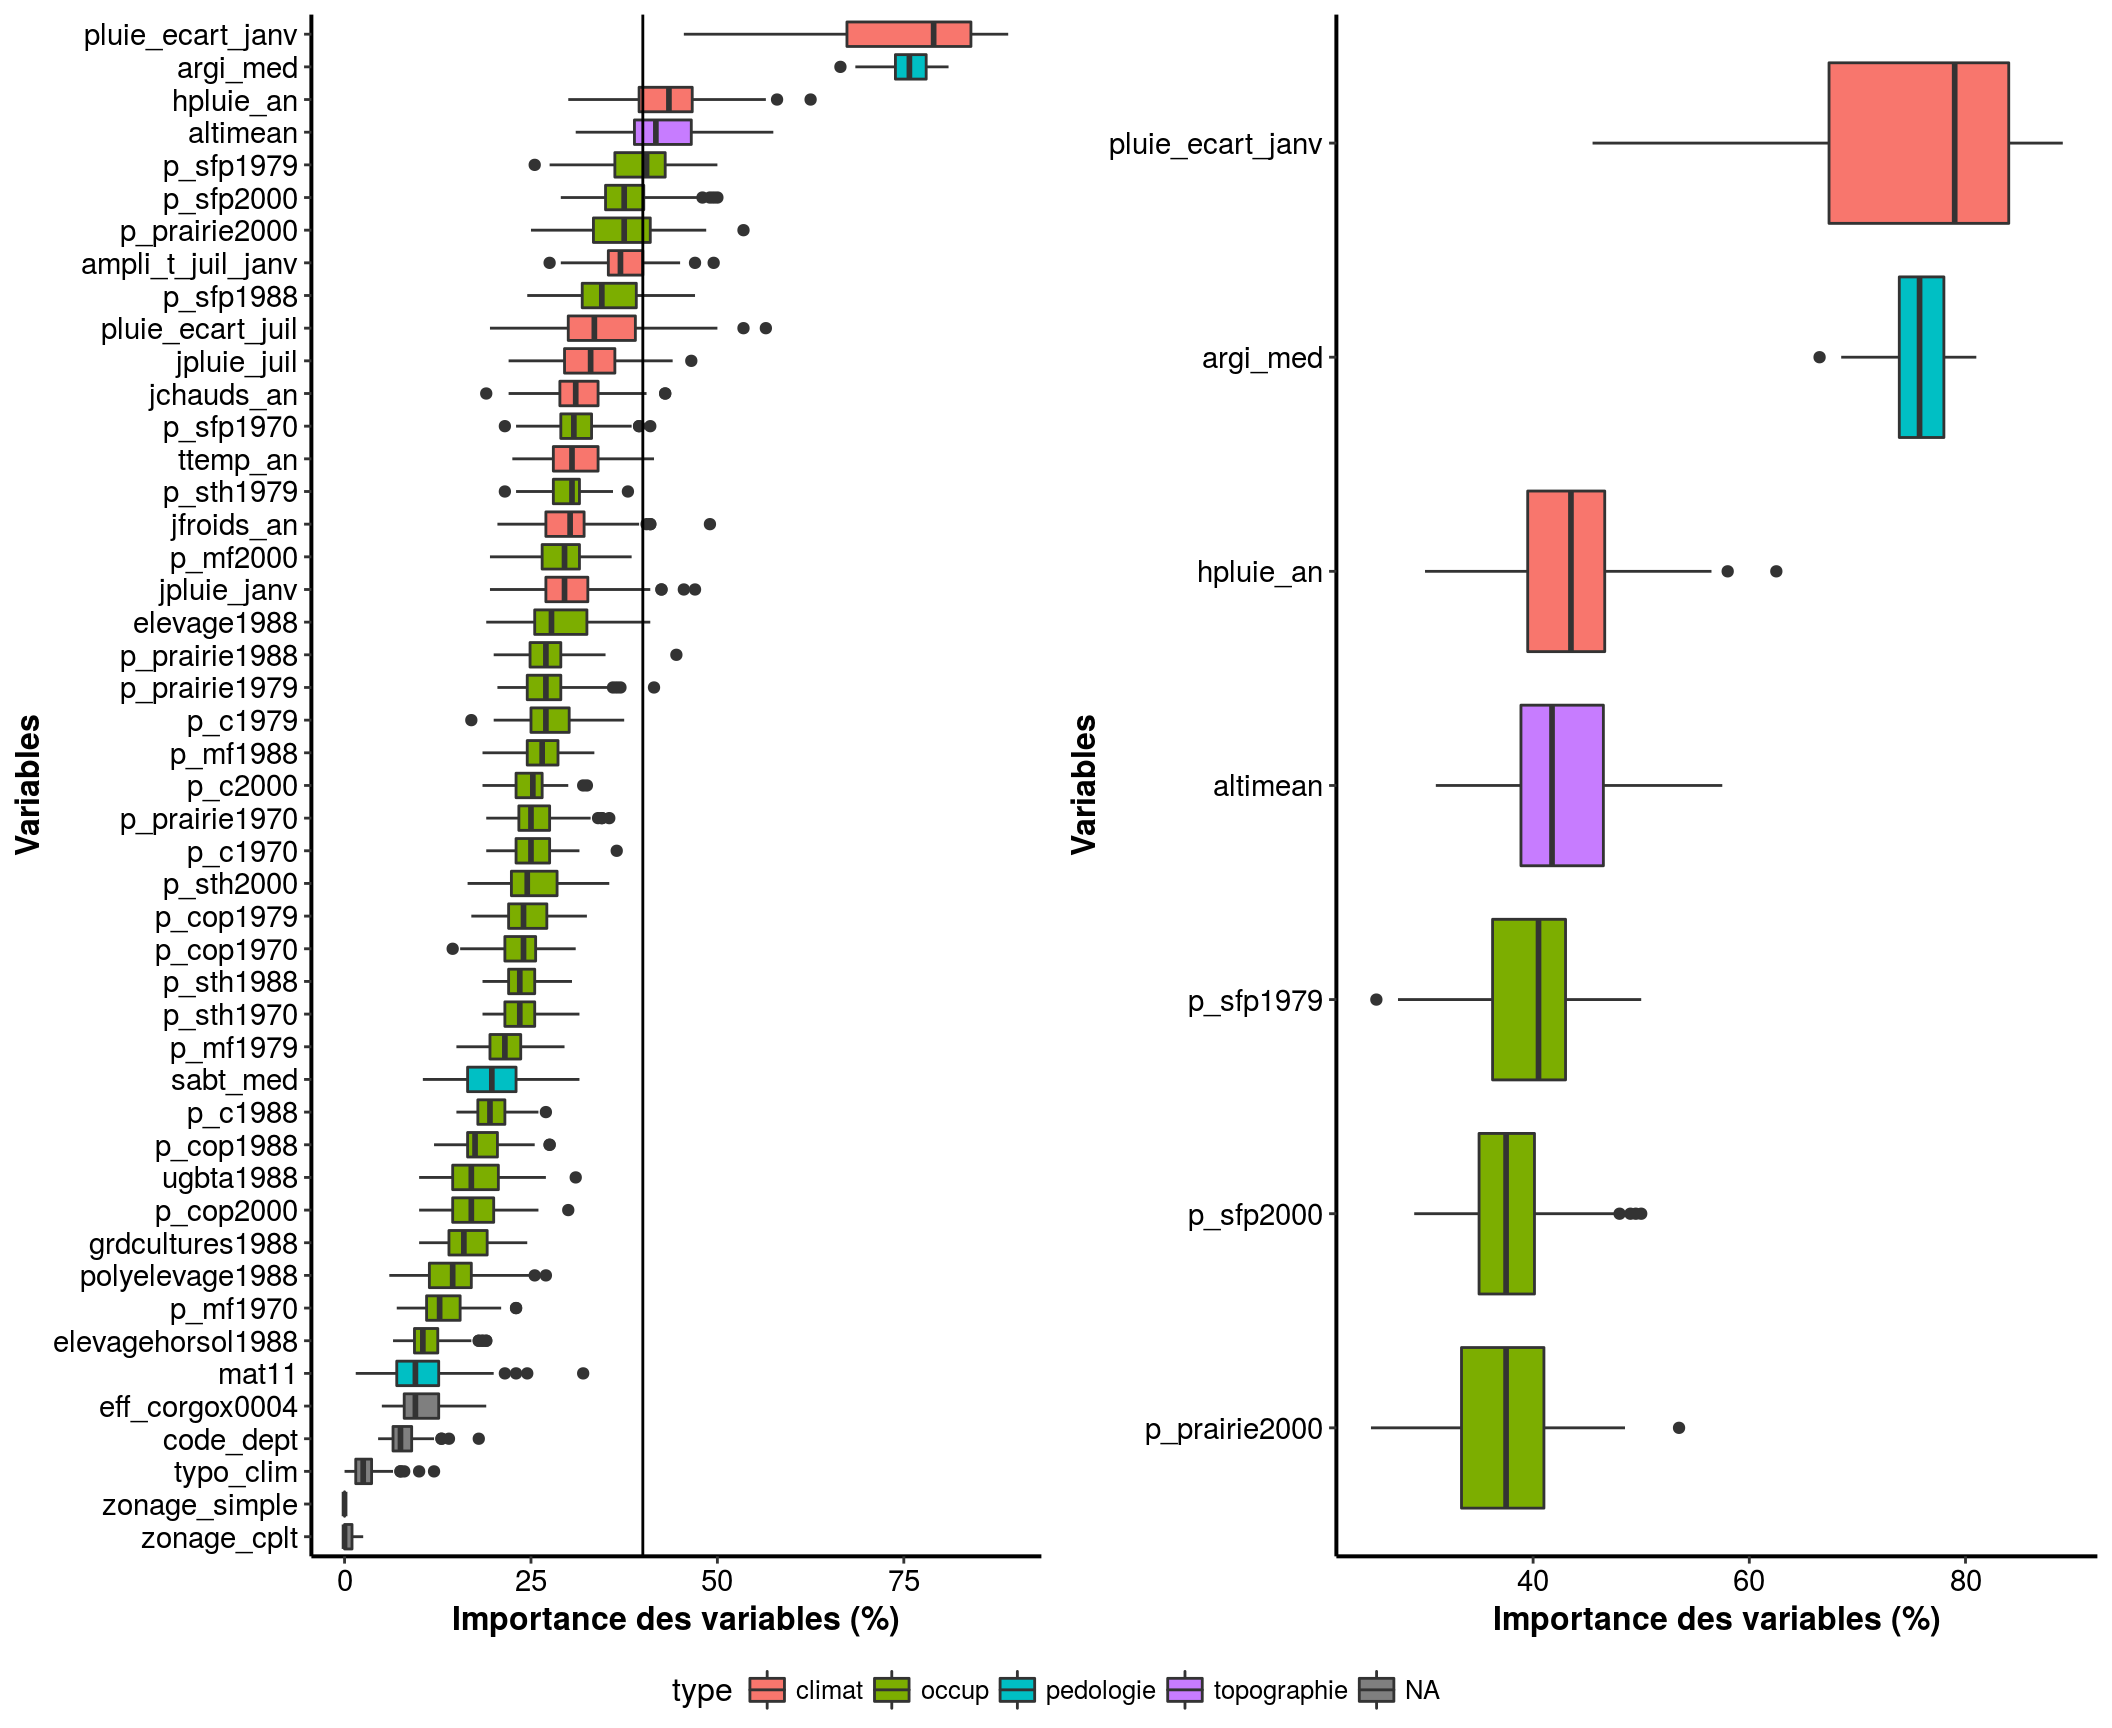 pluie_ecart_janv
argi_med
hpluie_an
altimean
p_sfp1979
p_sfp2000
p_prairie2000
ampli_t_juil_janv
p_sfp1988
pluie_ecart_juil
jpluie_juil
jchauds_an
p_sfp1970
ttemp_an
p_sth1979
jfroids_an
p_mf2000
jpluie_janv
elevage1988
p_prairie1988
p_prairie1979
p_c1979
p_mf1988
p_c2000
p_prairie1970
p_c1970
p_sth2000
p_cop1979
p_cop1970
p_sth1988
p_sth1970
p_mf1979
sabt_med
p_c1988
p_cop1988
ugbta1988
p_cop2000
grdcultures1988
polyelevage1988
p_mf1970
elevagehorsol1988
mat11
eff_corgox0004
code_dept
typo_clim
zonage_simple
zonage_cplt
Variables
0 25 50 75
Importance des variables (%)
pluie_ecart_janv
argi_med
hpluie_an
altimean
p_sfp1979
p_sfp2000
p_prairie2000
Variables
40 60 80
Importance des variables (%)
type climat occup pedologie topographie NA